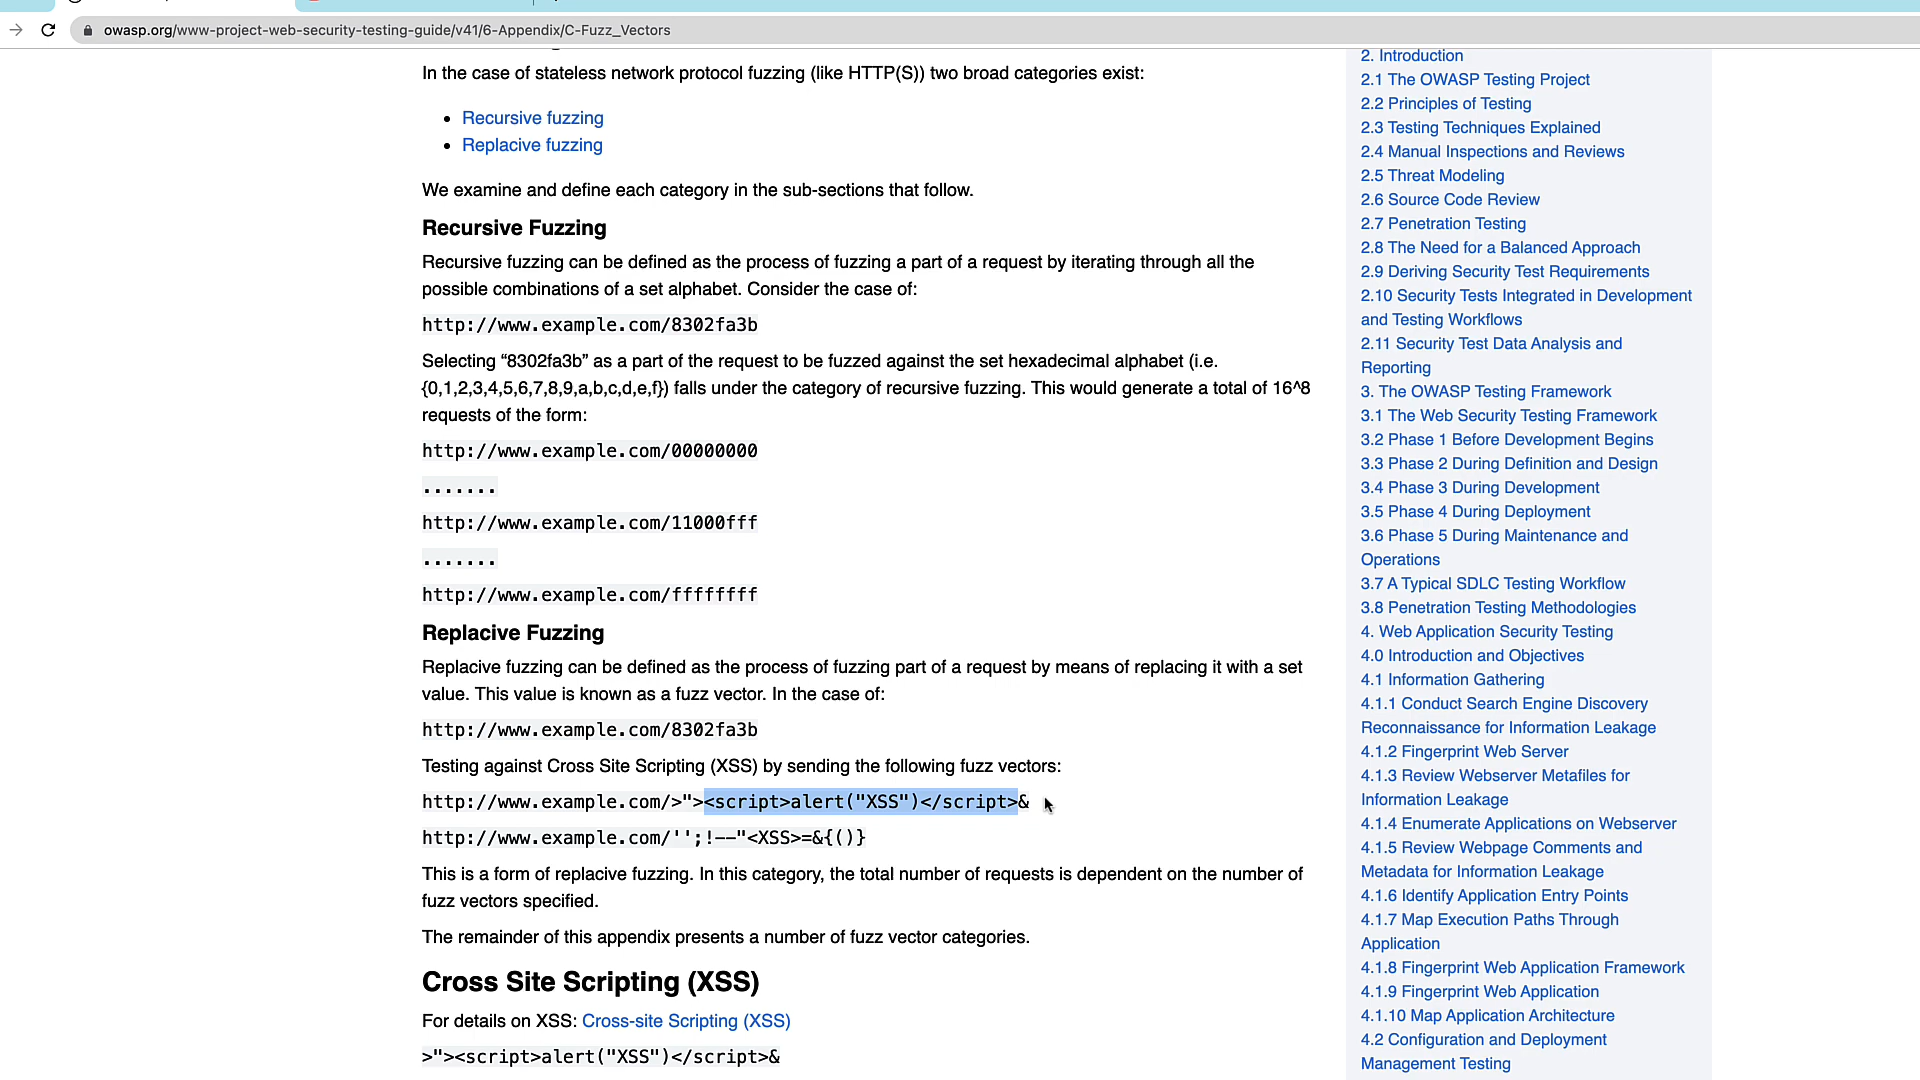 owasp.org/www-project-web-security-testing-guide/v41/6-Appendix/C-Fuzz_Vectors
In the case of stateless network protocol fuzzing (like HTTP(S)) two broad categories exist:
Recursive fuzzing
Replacive fuzzing
We examine and define each category in the sub-sections that follow.
Recursive Fuzzing
Recursive fuzzing can be defined as the process of fuzzing a part of a request by iterating through all the
possible combinations of a set alphabet. Consider the case of:
http://www.example.com/8302fa3b
Selecting “8302fa3b” as a part of the request to be fuzzed against the set hexadecimal alphabet (i.e.
{0,1,2,3,4,5,6,7,8,9,a,b,c,d,e,f}) falls under the category of recursive fuzzing. This would generate a total of 16^8
requests of the form:
http://www.example.com/00000000
.......
http://www.example.com/11000fff
.......
http://www.example.com/ffffffff
Replacive Fuzzing
Replacive fuzzing can be defined as the process of fuzzing part of a request by means of replacing it with a set
value. This value is known as a fuzz vector. In the case of:
http://www.example.com/8302fa3b
Testing against Cross Site Scripting (XSS) by sending the following fuzz vectors:
http://www.example.com/>"><script>alert("XSS")</script>&
http://www.example.com/'';!--"<XSS>=&{()}
This is a form of replacive fuzzing. In this category, the total number of requests is dependent on the number of
fuzz vectors specified.
The remainder of this appendix presents a number of fuzz vector categories.
Cross Site Scripting (XSS)
For details on XSS: Cross-site Scripting (XSS)
>"><script>alert("XSS")</script>&
2. Introduction
2.1 The OWASP Testing Project
2.2 Principles of Testing
2.3 Testing Techniques Explained
2.4 Manual Inspections and Reviews
2.5 Threat Modeling
2.6 Source Code Review
2.7 Penetration Testing
2.8 The Need for a Balanced Approach
2.9 Deriving Security Test Requirements
2.10 Security Tests Integrated in Development
and Testing Workflows
2.11 Security Test Data Analysis and
Reporting
3. The OWASP Testing Framework
3.1 The Web Security Testing Framework
3.2 Phase 1 Before Development Begins
3.3 Phase 2 During Definition and Design
3.4 Phase 3 During Development
3.5 Phase 4 During Deployment
3.6 Phase 5 During Maintenance and
Operations
3.7 A Typical SDLC Testing Workflow
3.8 Penetration Testing Methodologies
4. Web Application Security Testing
4.0 Introduction and Objectives
4.1 Information Gathering
4.1.1 Conduct Search Engine Discovery
Reconnaissance for Information Leakage
4.1.2 Fingerprint Web Server
4.1.3 Review Webserver Metafiles for
Information Leakage
4.1.4 Enumerate Applications on Webserver
4.1.5 Review Webpage Comments and
Metadata for Information Leakage
4.1.6 Identify Application Entry Points
4.1.7 Map Execution Paths Through
Application
4.1.8 Fingerprint Web Application Framework
4.1.9 Fingerprint Web Application
4.1.10 Map Application Architecture
4.2 Configuration and Deployment
Management Testing